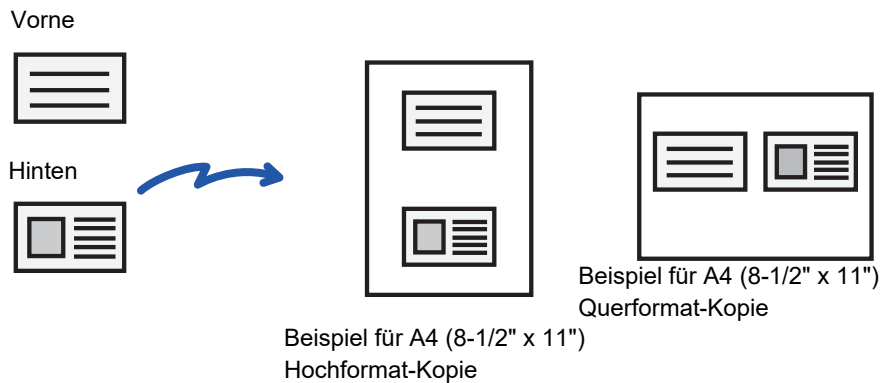 Vorne
Hinten
Beispiel für A4 (8-1/2" x 11")
Hochformat-Kopie
Beispiel für A4 (8-1/2" x 11")
Querformat-Kopie